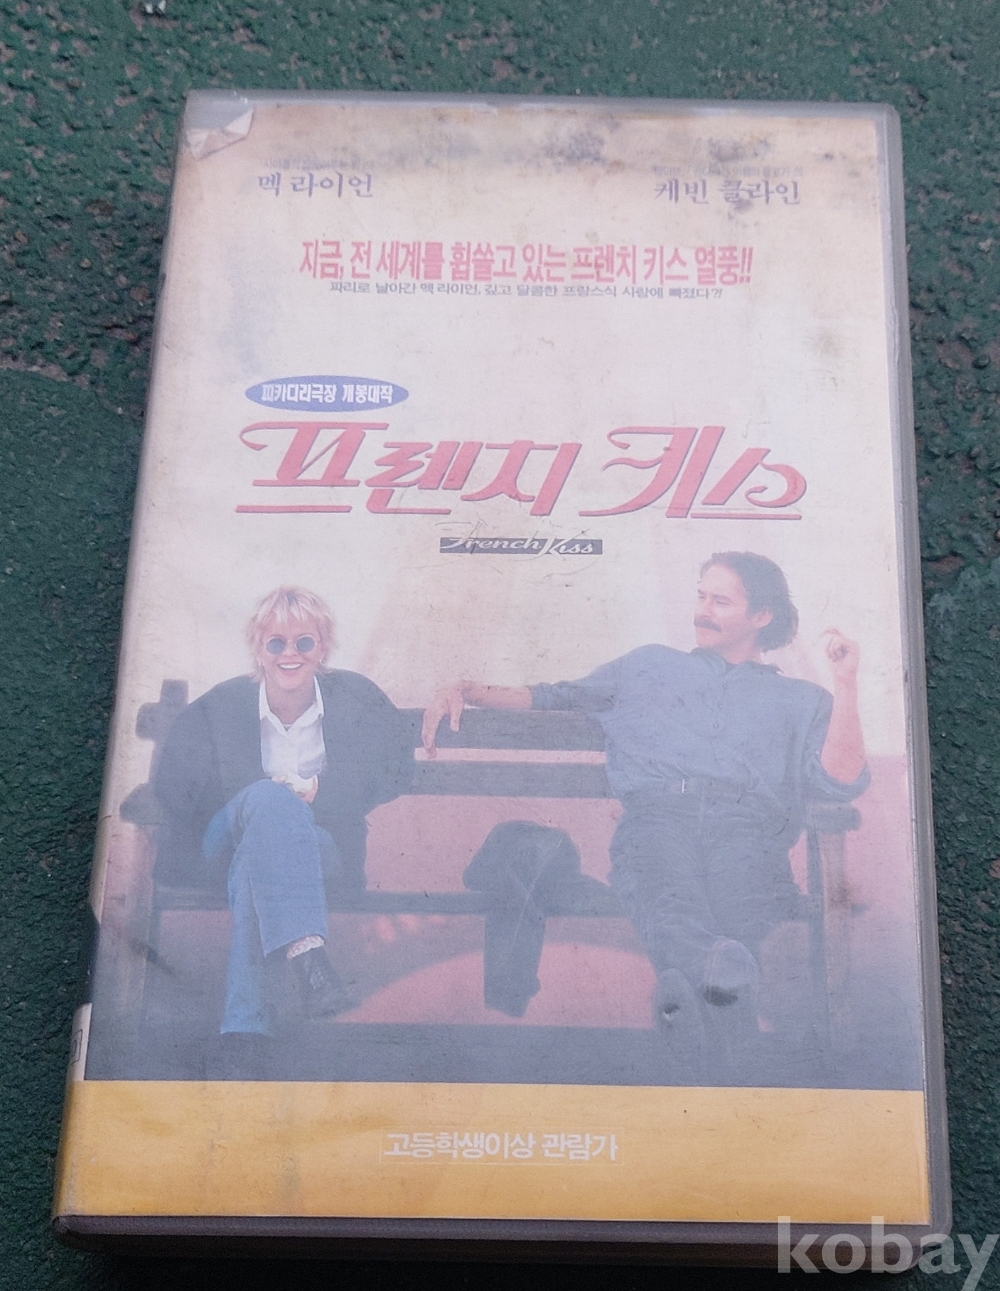 멕 라이언
케빈 클라인
지금, 전 세계를 휩쓸고 있는 프렌치 키스 열풍!!
파리로 날아간 멕 라이언, 깊고 달콤한 프랑스식 사랑에 빠졌다?!
피카디리극장 개봉대작
프렌치 키스
French Kiss
고등학생이상 관람가
kobay